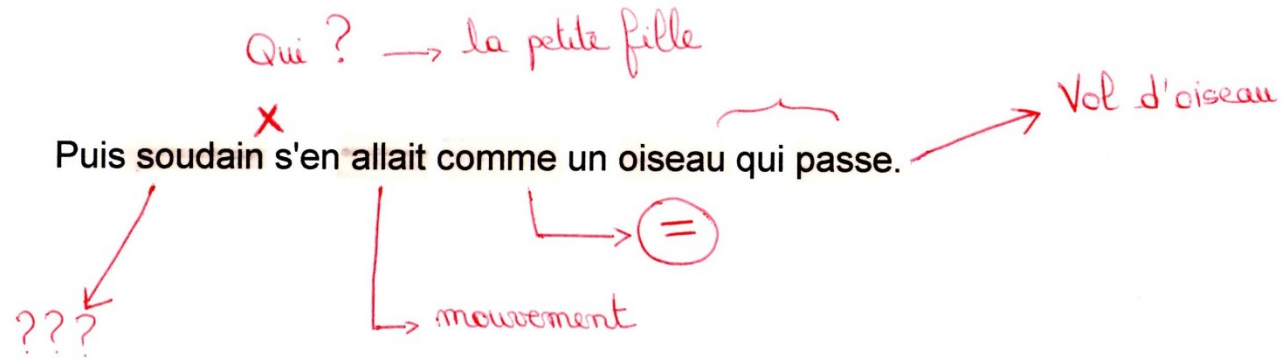 Qui ? → la petite fille
Vol d'oiseau
X
Puis soudain s'en allait comme un oiseau qui passe.
=
mouvement
???